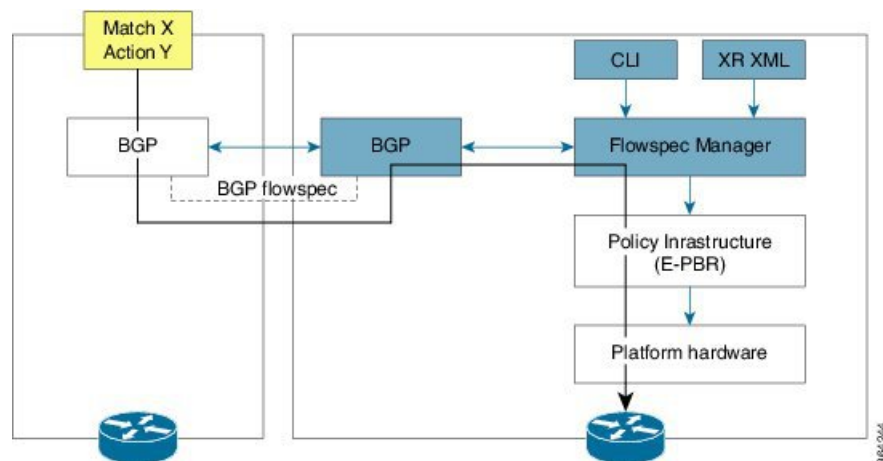 Match X
Action Y
CLI
XR XML
BGP
BGP
Flowspec Manager
BGP flowspec
Policy Inrastructure
(E-PBR)
Platform hardware